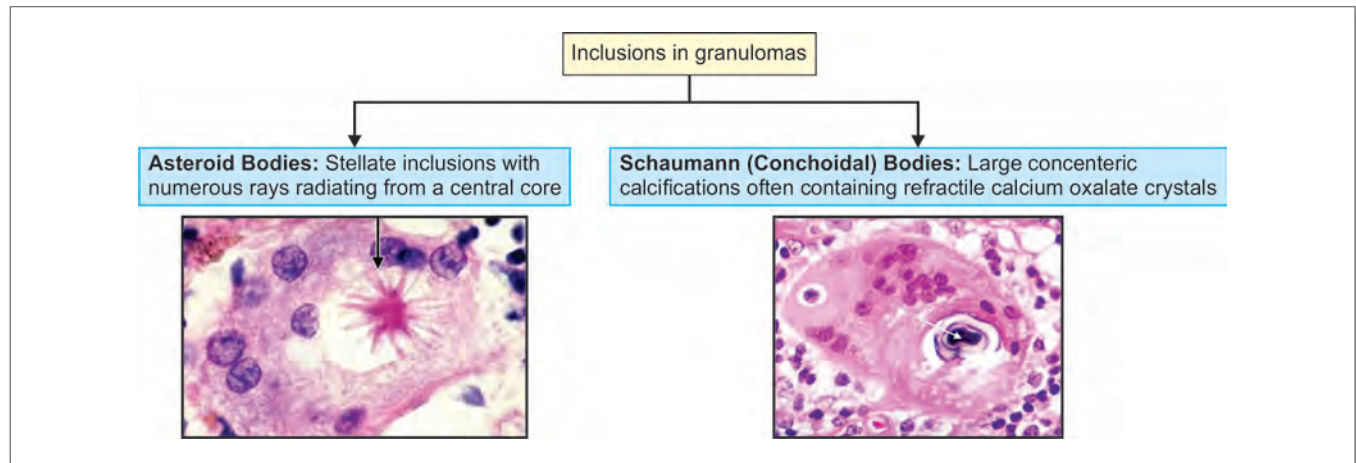 Inclusions in granulomas
Asteroid Bodies: Stellate inclusions with
numerous rays radiating from a central core
Schaumann (Conchoidal) Bodies: Large concenteric
calcifications often containing refractile calcium oxalate crystals